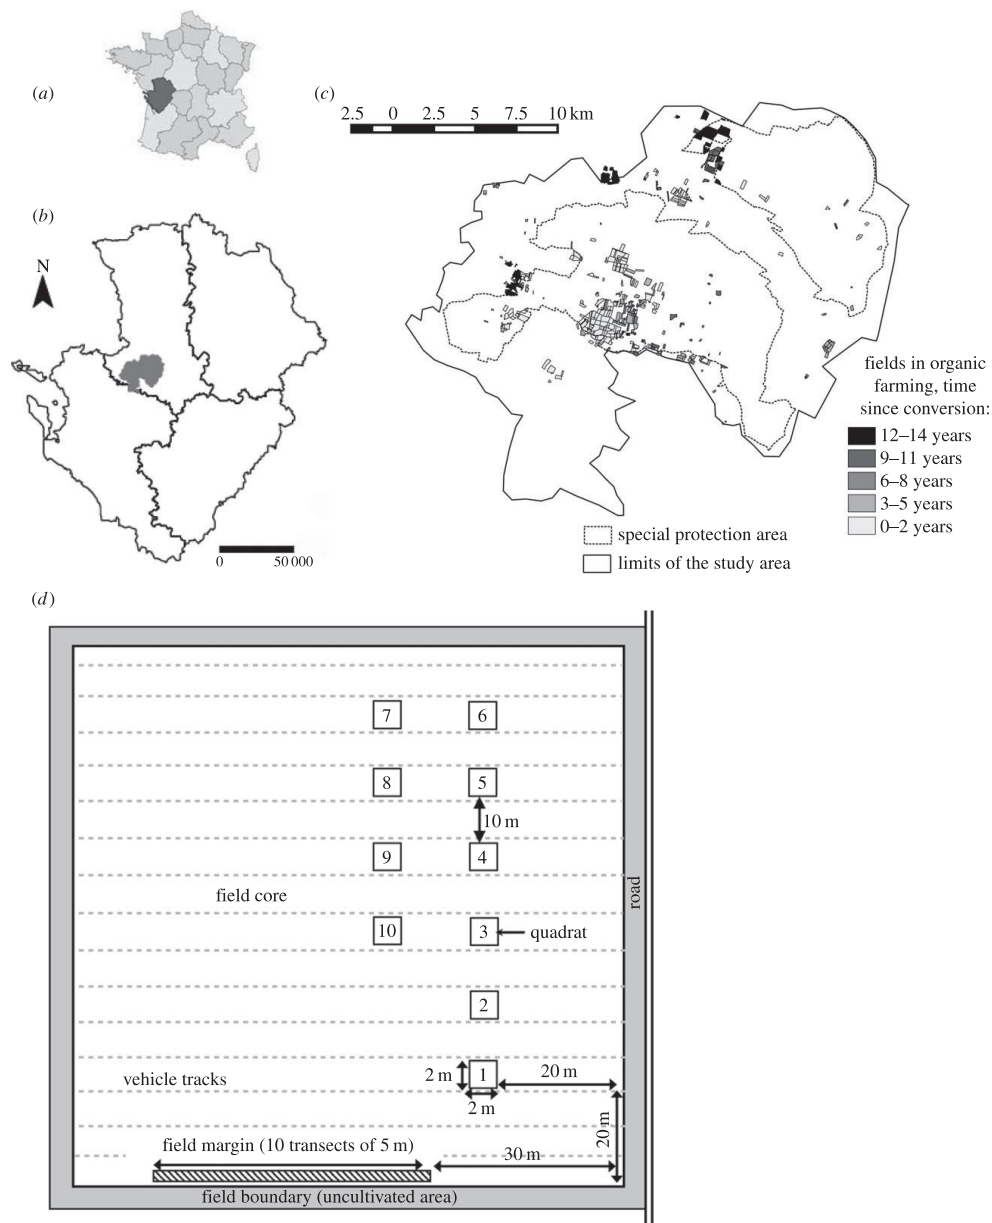 (a)
(c)
2.5 0 2.5 5 7.5 10 km
(b)
N
fields in organic
farming, time
since conversion:
12–14 years
9–11 years
6–8 years
3–5 years
0–2 years
special protection area
limits of the study area
0 50 000
(d)
7 6
8 5
10 m
9 4
field core
road
10 3 quadrat
2
1
2 m
20 m
vehicle tracks
2 m
20 m
field margin (10 transects of 5 m)
30 m
field boundary (uncultivated area)